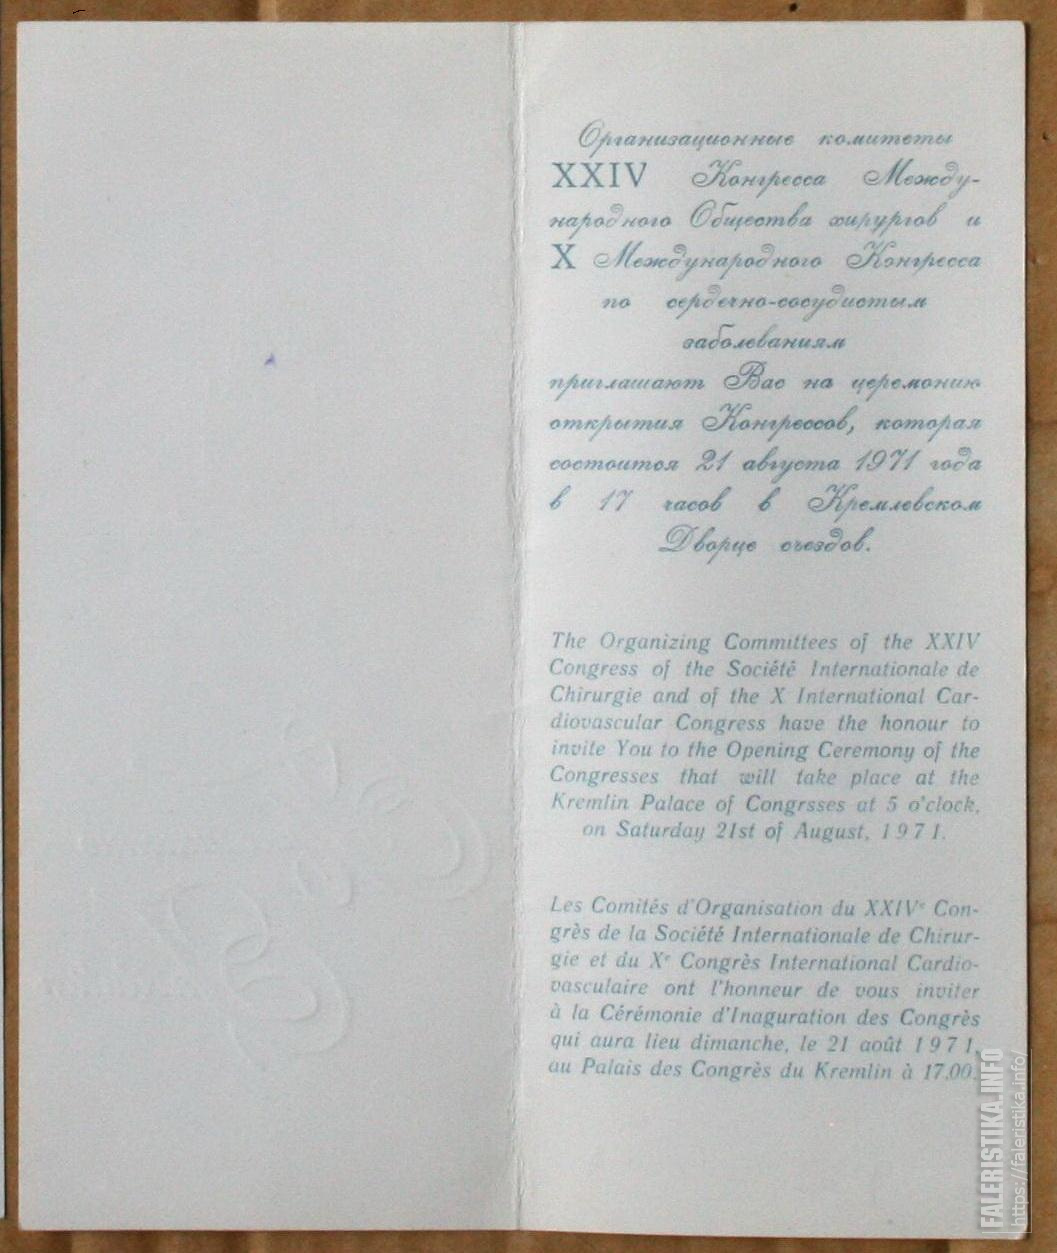 Организационные комитеты
XXIV Конгресса Между-
народного Общества хирургов и
X Международного Конгресса
по сердечно-сосудистым
заболеваниям
приглашают Вас на церемонию
открытия Конгрессов, которая
состоится 21 августа 1971 года
в 17 часов в Кремлевском
Дворце съездов.
The Organizing Committees of the XXIV
Congress of the Société Internationale de
Chirurgie and of the X International Car-
diovascular Congress have the honour to
invite You to the Opening Ceremony of the
Congresses that will take place at the
Kremlin Palace of Congrsses at 5 o'clock,
on Saturday 21st of August, 1971.
Les Comités d'Organisation du XXIVe Con-
grès de la Société Internationale de Chirur-
gie et du Xe Congrès International Cardio-
vasculaire ont l'honneur de vous inviter
à la Cérémonie d'Inaguration des Congrès
qui aura lieu dimanche, le 21 août 1971,
au Palais des Congrès du Kremlin à 17.00.
FALERISTIKA.INFO
https://faleristika.info/